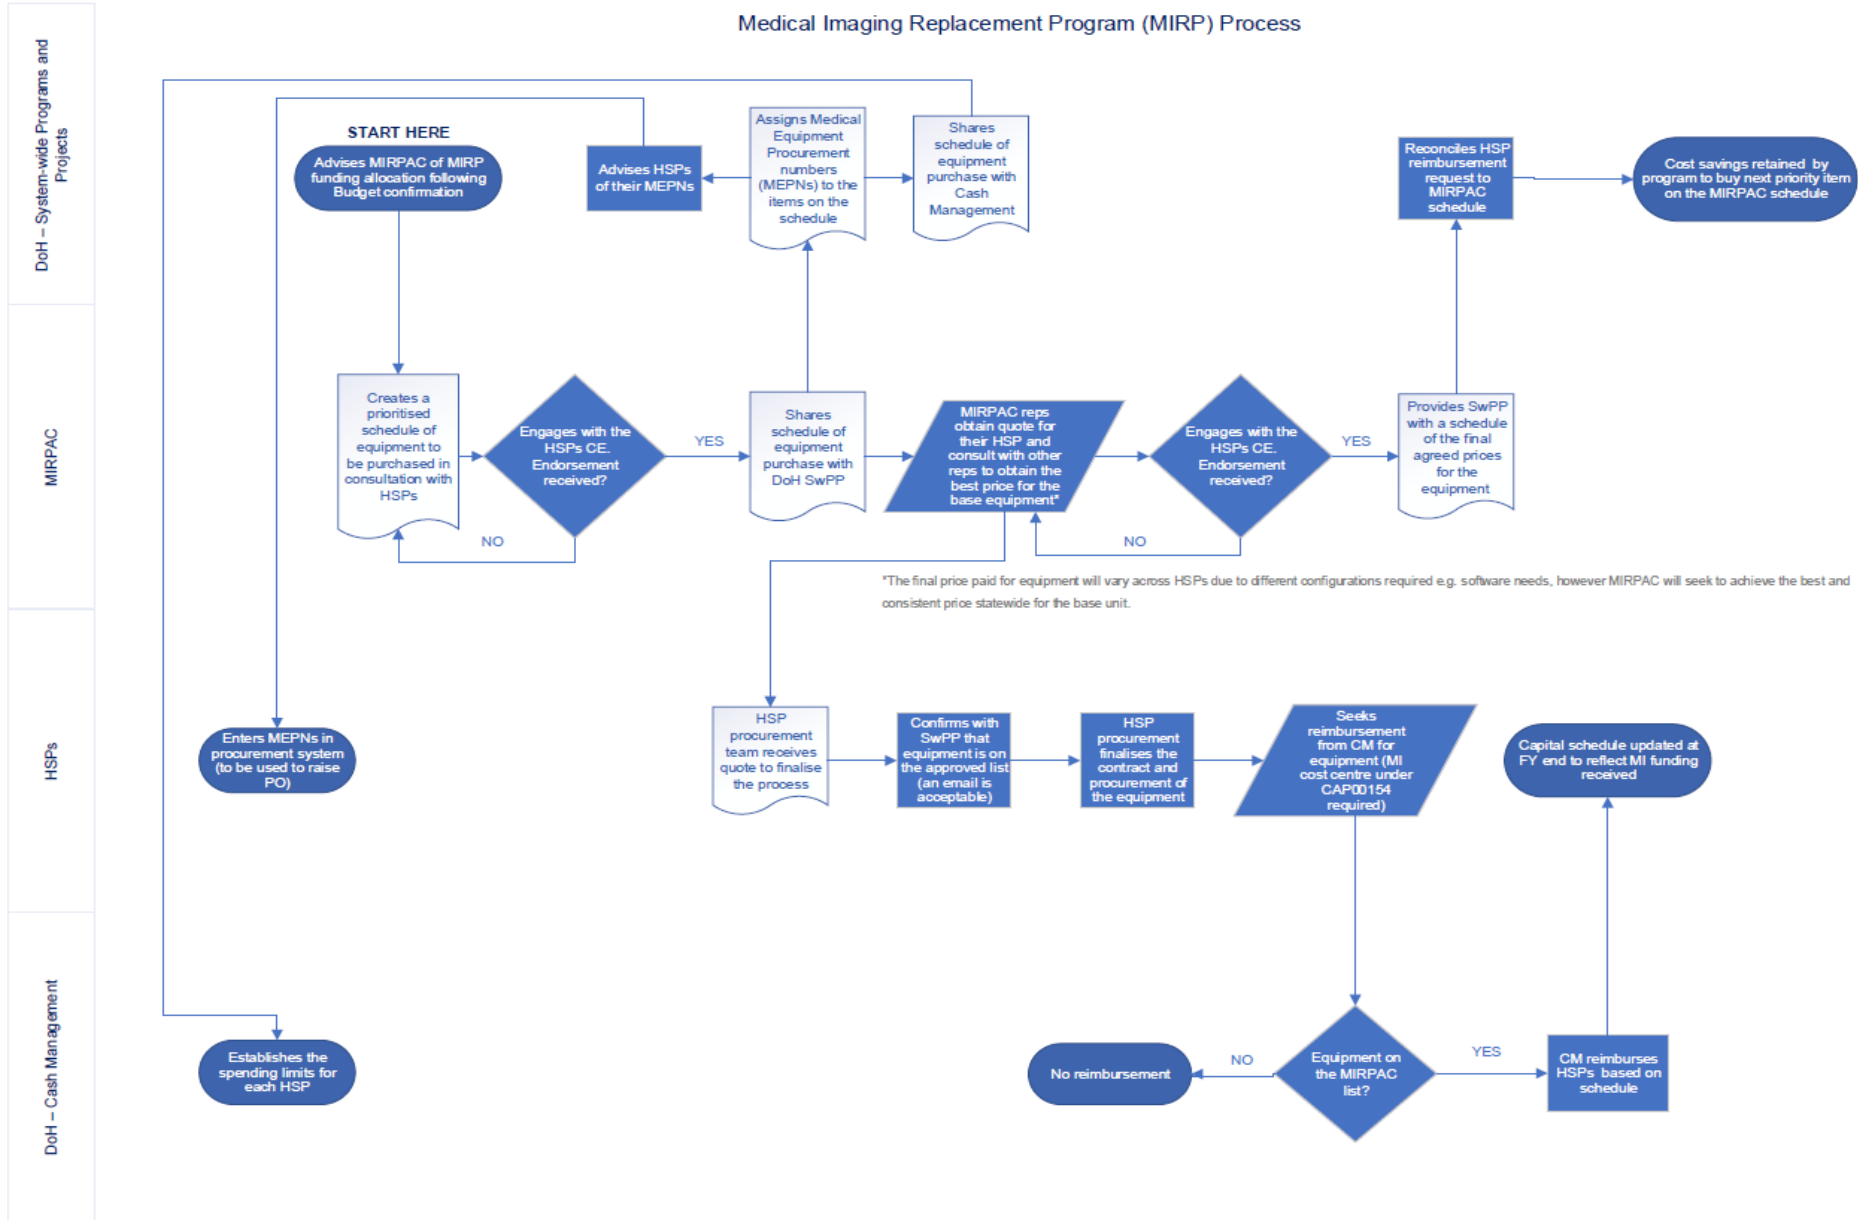 Medical Imaging Replacement Program (MIRP) Process
DoH – System-wide Programs and
Projects
START HERE
Advises MIRPAC of MIRP
funding allocation following
Budget confirmation
Advises HSPs
of their MEPNs
Assigns Medical
Equipment
Procurement
numbers
(MEPNs) to the
items on the
schedule
Shares
schedule of
equipment
purchase with
Cash
Management
Reconciles HSP
reimbursement
request to
MIRPAC
schedule
Cost savings retained by
program to buy next priority item
on the MIRPAC schedule
MIRPAC
Creates a
prioritised
schedule of
equipment to
be purchased in
consultation with
HSPs
Engages with the
HSPs CE.
Endorsement
received?
YES
NO
Shares
schedule of
equipment
purchase with
DoH SwPP
MIRPAC reps
obtain quote for
their HSP and
consult with other
reps to obtain the
best price for the
base equipment*
Engages with the
HSPs CE.
Endorsement
received?
YES
NO
Provides SwPP
with a schedule
of the final
agreed prices
for the
equipment
*The final price paid for equipment will vary across HSPs due to different configurations required e.g. software needs, however MIRPAC will seek to achieve the best and
consistent price statewide for the base unit.
HSPs
Enters MEPNs in
procurement system
(to be used to raise
PO)
HSP
procurement
team receives
quote to finalise
the process
Confirms with
SwPP that
equipment is on
the approved list
(an email is
acceptable)
HSP
procurement
finalises the
contract and
procurement of
the equipment
Seeks
reimbursement
from CM for
equipment (MI
cost centre under
CAP00154
required)
Capital schedule updated at
FY end to reflect MI funding
received
DoH – Cash Management
Establishes the
spending limits for
each HSP
No reimbursement
NO
Equipment on
the MIRPAC
list?
YES
CM reimburses
HSPs based on
schedule